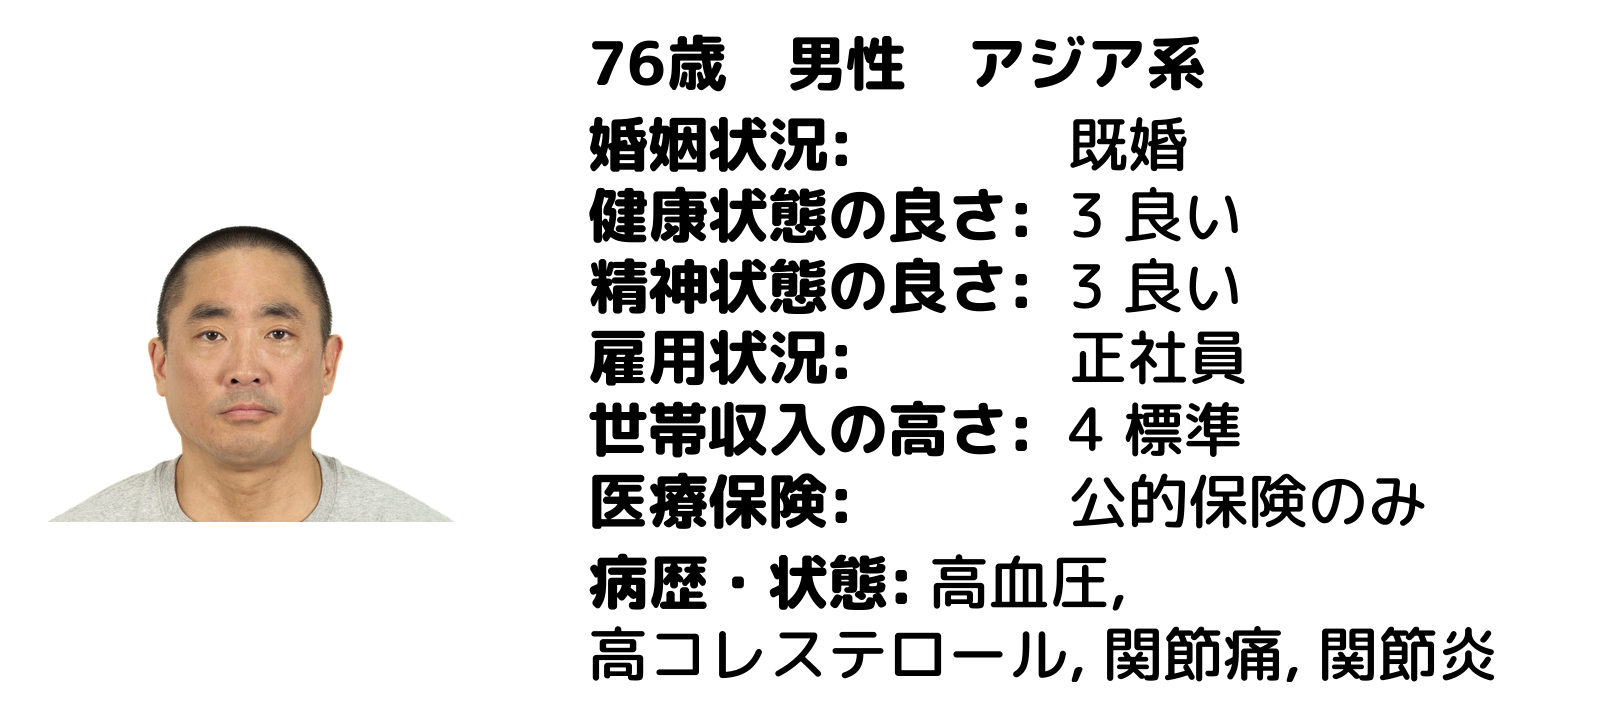 76歳　男性　アジア系
婚姻状況: 既婚
健康状態の良さ: 3 良い
精神状態の良さ: 3 良い
雇用状況: 正社員
世帯収入の高さ: 4 標準
医療保険: 公的保険のみ
病歴・状態: 高血圧,
高コレステロール, 関節痛, 関節炎